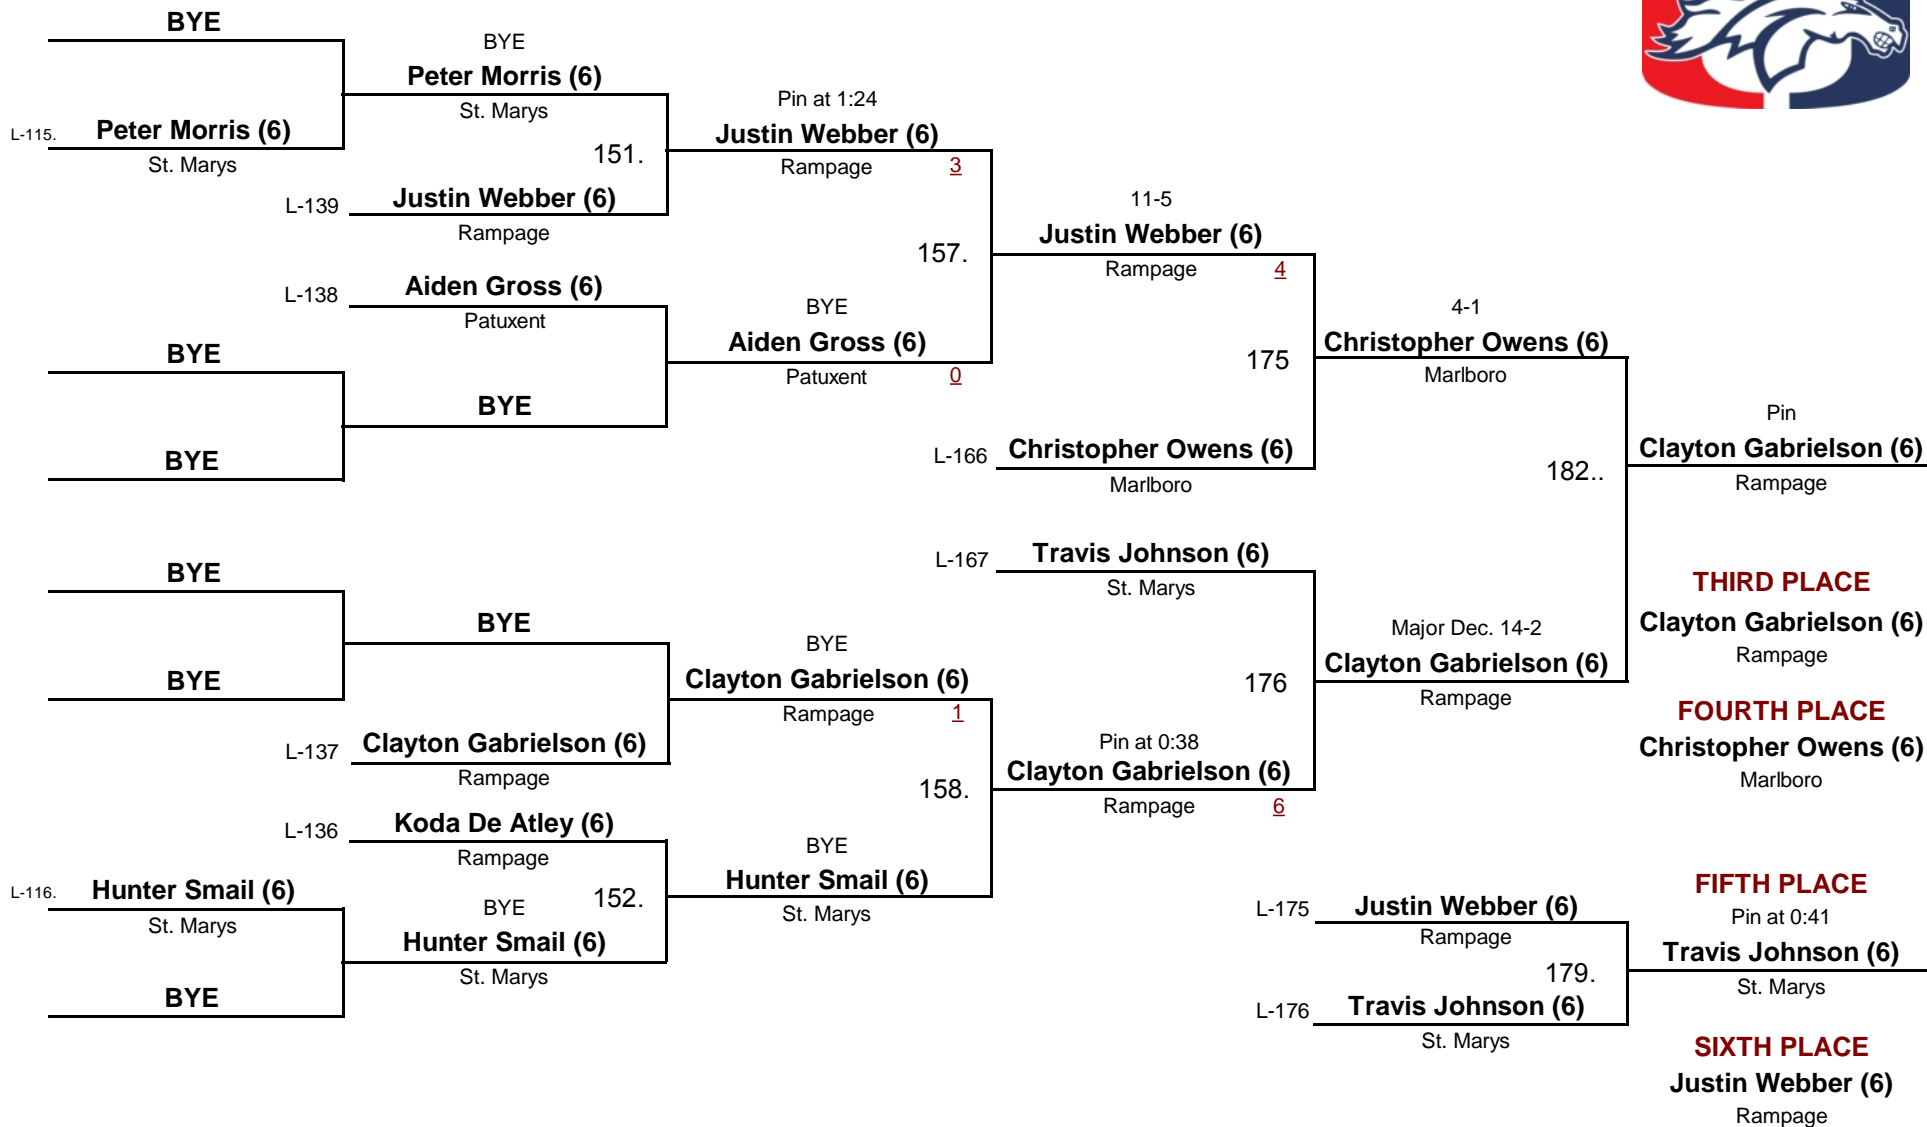 BYE
BYE
Peter Morris (6)
St. Marys
L-115.
Peter Morris (6)
St. Marys
151.
L-139
Justin Webber (6)
Rampage
Pin at 1:24
Justin Webber (6)
Rampage
3
L-138
Aiden Gross (6)
Patuxent
157.
BYE
Aiden Gross (6)
Patuxent
0
BYE
BYE
BYE
11-5
Justin Webber (6)
Rampage
4
175
L-166
Christopher Owens (6)
Marlboro
4-1
Christopher Owens (6)
Marlboro
182..
Pin
Clayton Gabrielson (6)
Rampage
BYE
BYE
BYE
L-137
Clayton Gabrielson (6)
Rampage
BYE
Clayton Gabrielson (6)
Rampage
1
L-167
Travis Johnson (6)
St. Marys
176
Major Dec. 14-2
Clayton Gabrielson (6)
Rampage
158.
Pin at 0:38
Clayton Gabrielson (6)
Rampage
6
L-136
Koda De Atley (6)
Rampage
L-116.
Hunter Smail (6)
St. Marys
BYE
BYE
Hunter Smail (6)
St. Marys
152.
BYE
Hunter Smail (6)
St. Marys
THIRD PLACE
Clayton Gabrielson (6)
Rampage
FOURTH PLACE
Christopher Owens (6)
Marlboro
L-175
Justin Webber (6)
Rampage
179.
L-176
Travis Johnson (6)
St. Marys
FIFTH PLACE
Pin at 0:41
Travis Johnson (6)
St. Marys
SIXTH PLACE
Justin Webber (6)
Rampage